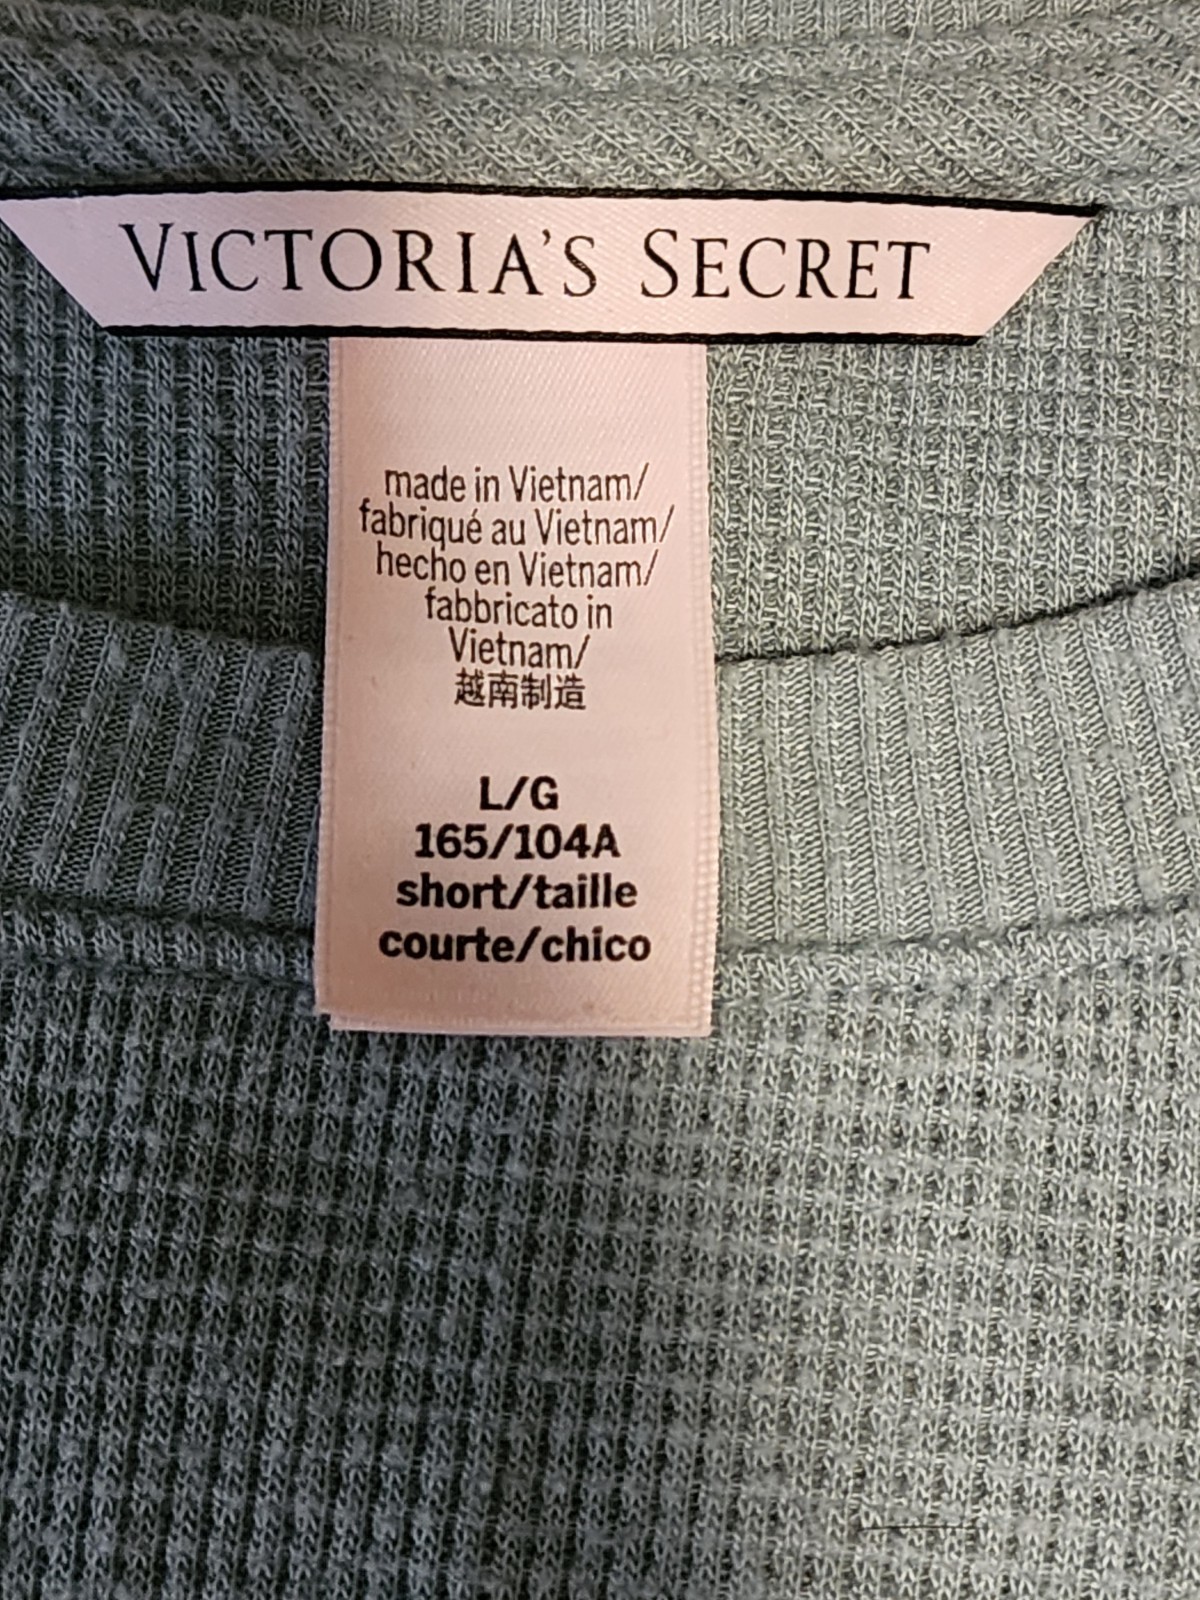 VICTORIA'S SECRET
made in Vietnam/
fabriqué au Vietnam/
hecho en Vietnam/
fabbricato in
Vietnam/
越南制造
L/G
165/104A
short/taille
courte/chico